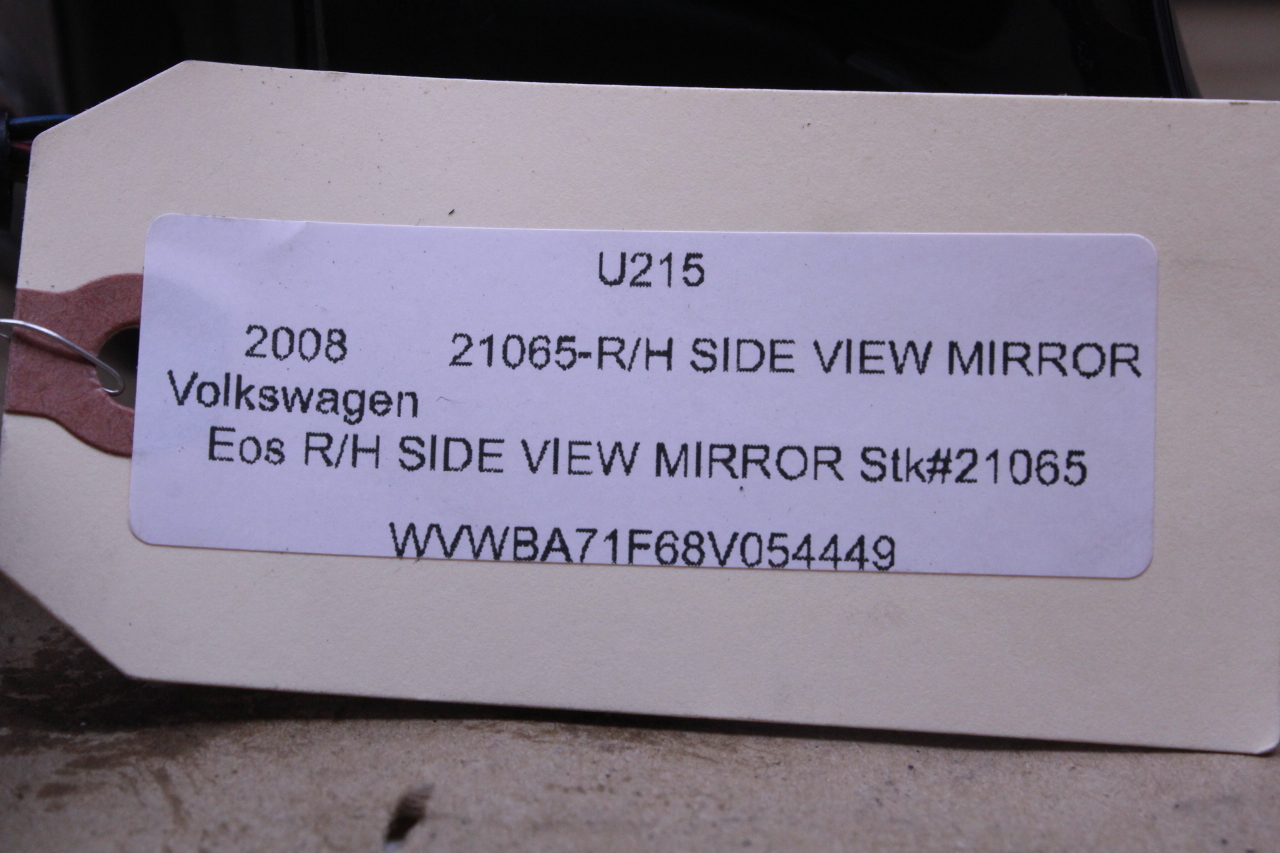 U215
2008 21065-R/H SIDE VIEW MIRROR
Volkswagen
Eos R/H SIDE VIEW MIRROR Stk#21065
WVWBA71F68V054449